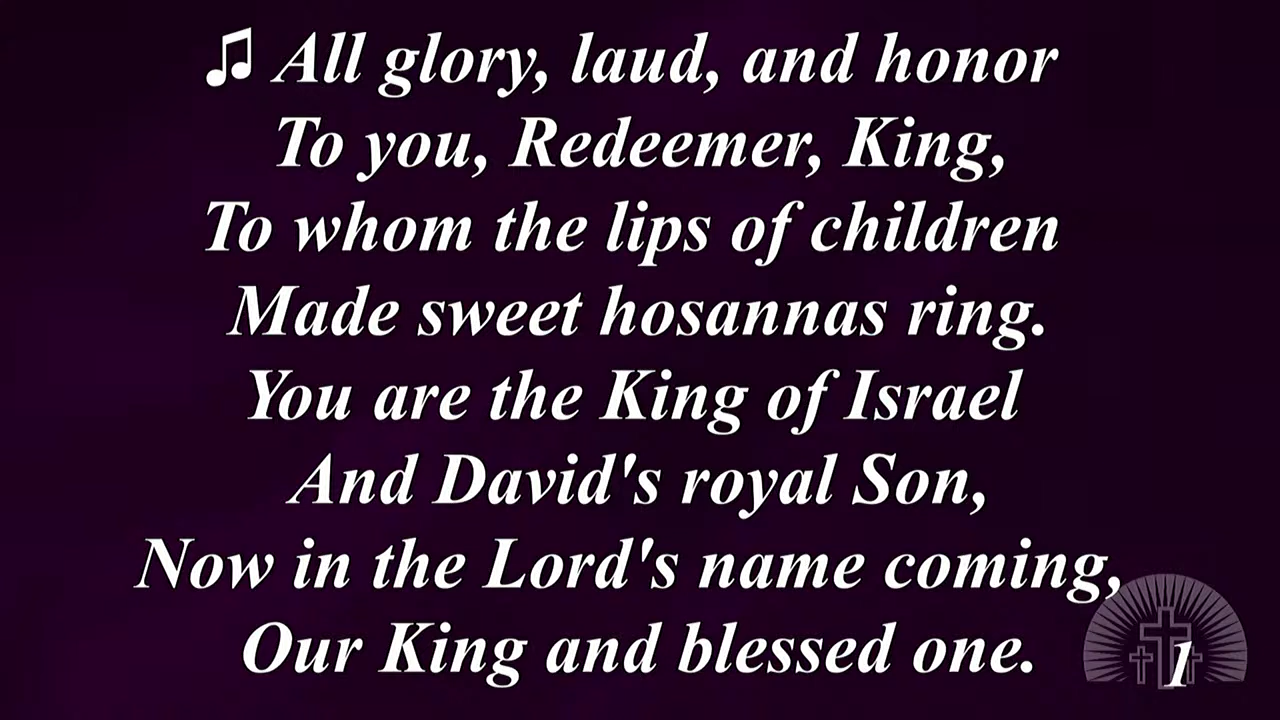 ♫ All glory, laud, and honor
To you, Redeemer, King,
To whom the lips of children
Made sweet hosannas ring.
You are the King of Israel
And David's royal Son,
Now in the Lord's name coming,
Our King and blessed one.
1